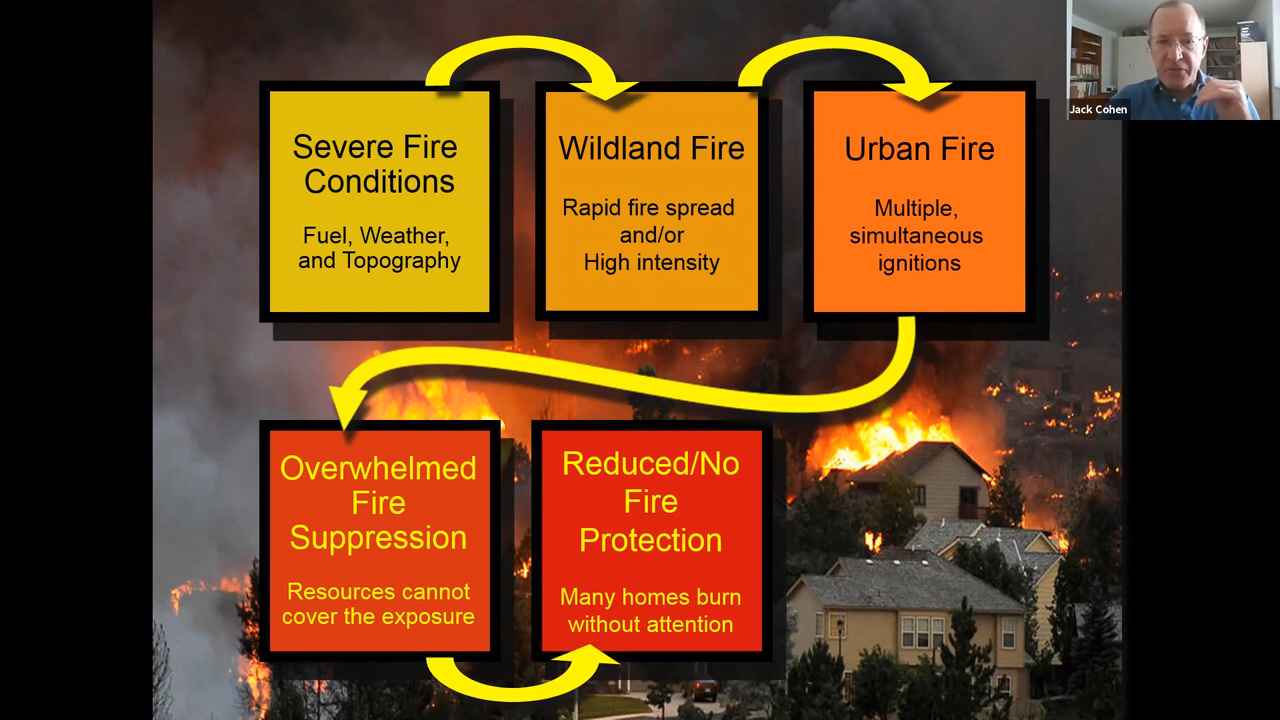 Severe Fire
Conditions
Fuel, Weather,
and Topography
Wildland Fire
Rapid fire spread
and/or
High intensity
Urban Fire
Multiple,
simultaneous
ignitions
Jack Cohen
Overwhelmed
Fire
Suppression
Resources cannot
cover the exposure
Reduced/No
Fire
Protection
Many homes burn
without attention